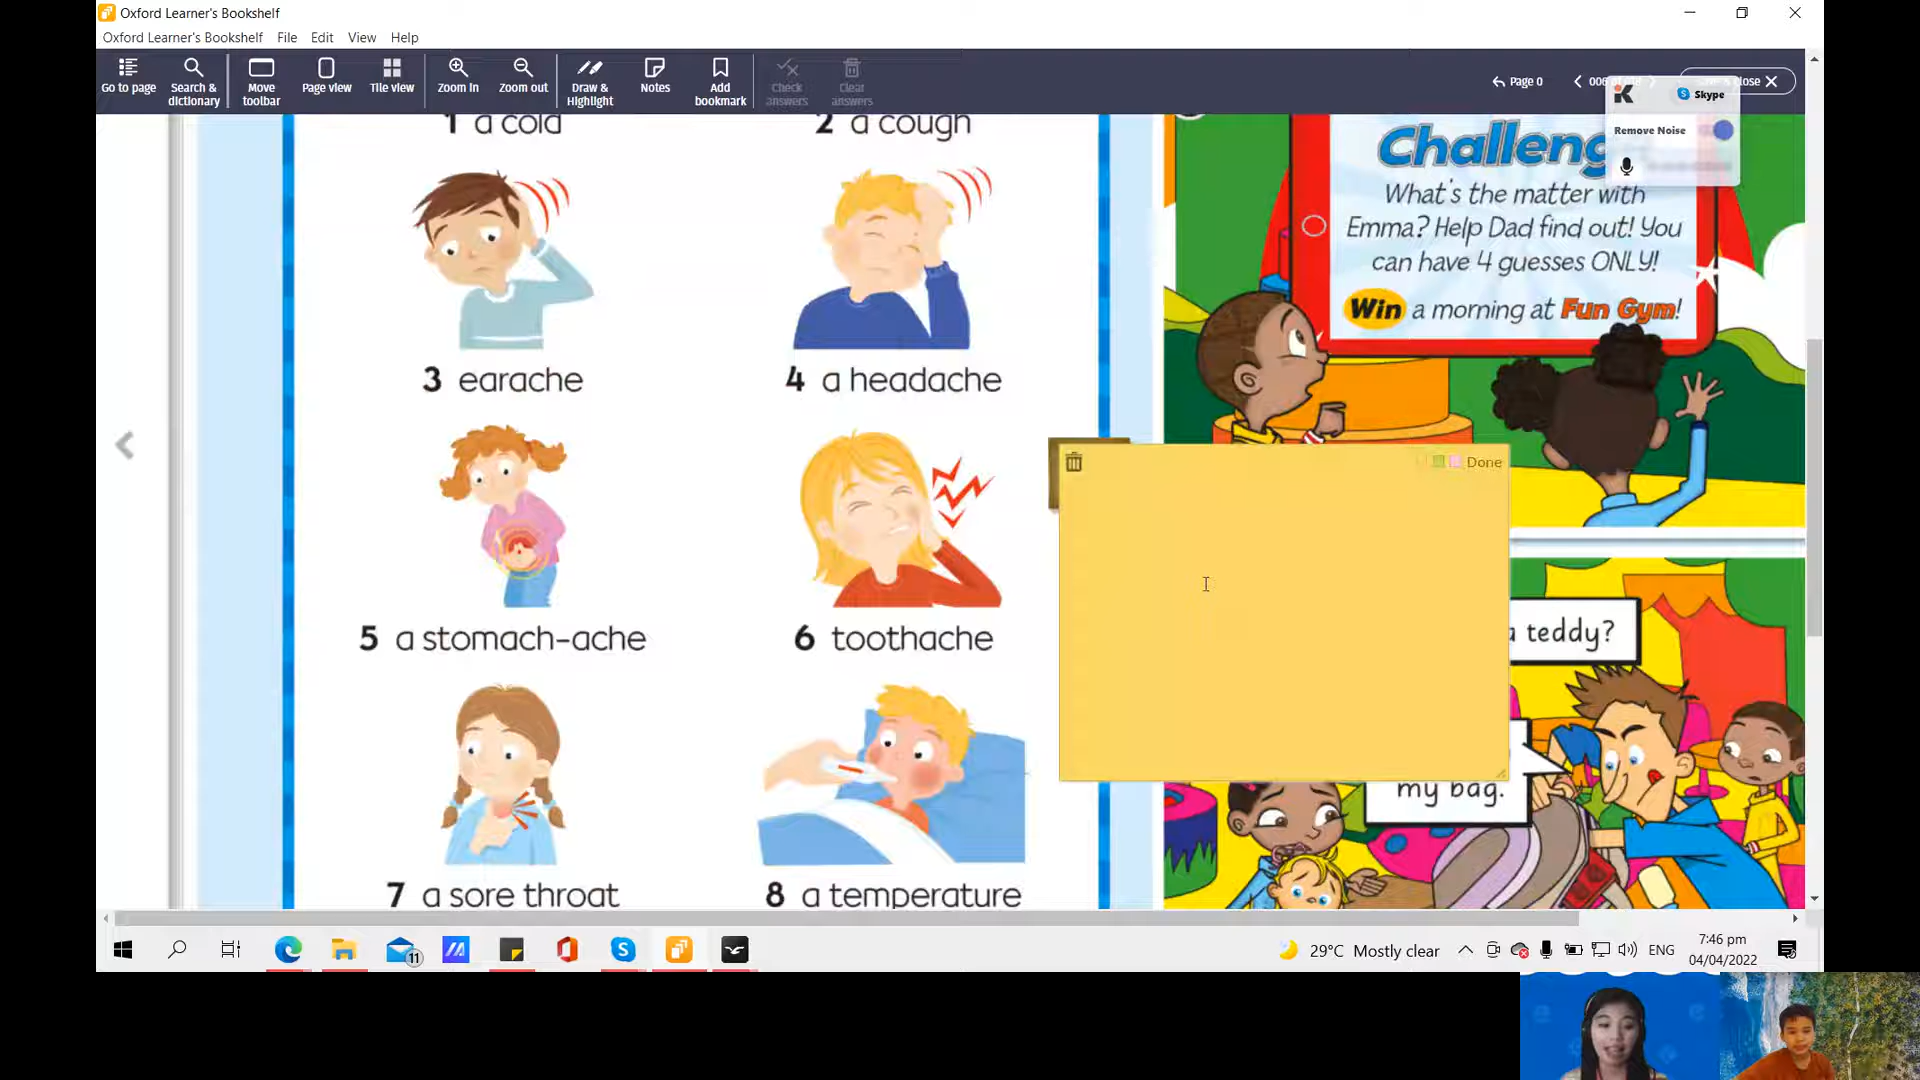 Oxford Learner's Bookshelf
Oxford Learner's Bookshelf File Edit View Help
Go to page
Search & dictionary
Move toolbar
Page view
Tile view
Zoom in
Zoom out
Draw & Highlight
Notes
Add bookmark
Check answers
Clear answers
Page 0
Skype
Remove Noise
1 a cold
2 a cough
3 earache
4 a headache
5 a stomach-ache
6 toothache
7 a sore throat
8 a temperature
What's the matter with
Emma? Help Dad find out! You
can have 4 guesses ONLY!
Win a morning at Fun Gym!
Done
a teddy?
my bag.
11
29°C Mostly clear
ENG
7:46 pm
04/04/2022